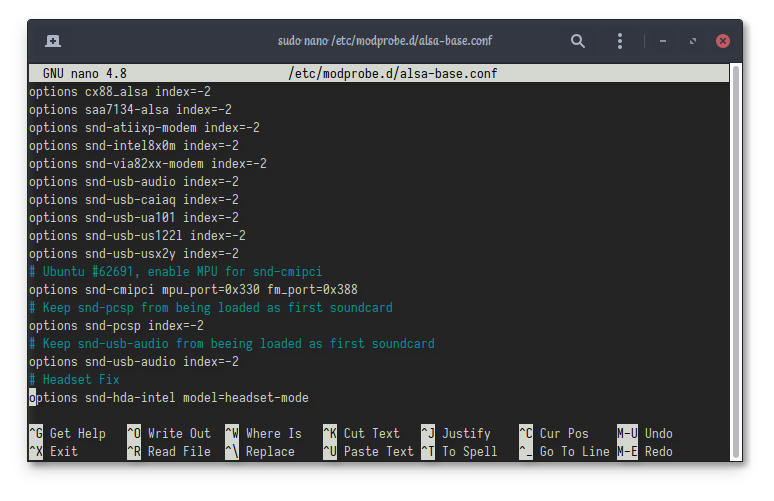 sudo nano /etc/modprobe.d/alsa-base.conf
GNU nano 4.8 /etc/modprobe.d/alsa-base.conf
options cx88_alsa index=-2
options saa7134-alsa index=-2
options snd-atiixp-modem index=-2
options snd-intel8x0m index=-2
options snd-via82xx-modem index=-2
options snd-usb-audio index=-2
options snd-usb-caiaq index=-2
options snd-usb-ua101 index=-2
options snd-usb-us122l index=-2
options snd-usb-usx2y index=-2
# Ubuntu #62691, enable MPU for snd-cmipci
options snd-cmipci mpu_port=0x330 fm_port=0x388
# Keep snd-pcsp from being loaded as first soundcard
options snd-pcsp index=-2
# Keep snd-usb-audio from beeing loaded as first soundcard
options snd-usb-audio index=-2
# Headset Fix
options snd-hda-intel model=headset-mode
^G Get Help ^O Write Out ^W Where Is ^K Cut Text ^J Justify ^C Cur Pos M-U Undo
^X Exit ^R Read File ^\ Replace ^U Paste Text ^T To Spell ^_ Go To Line M-E Redo